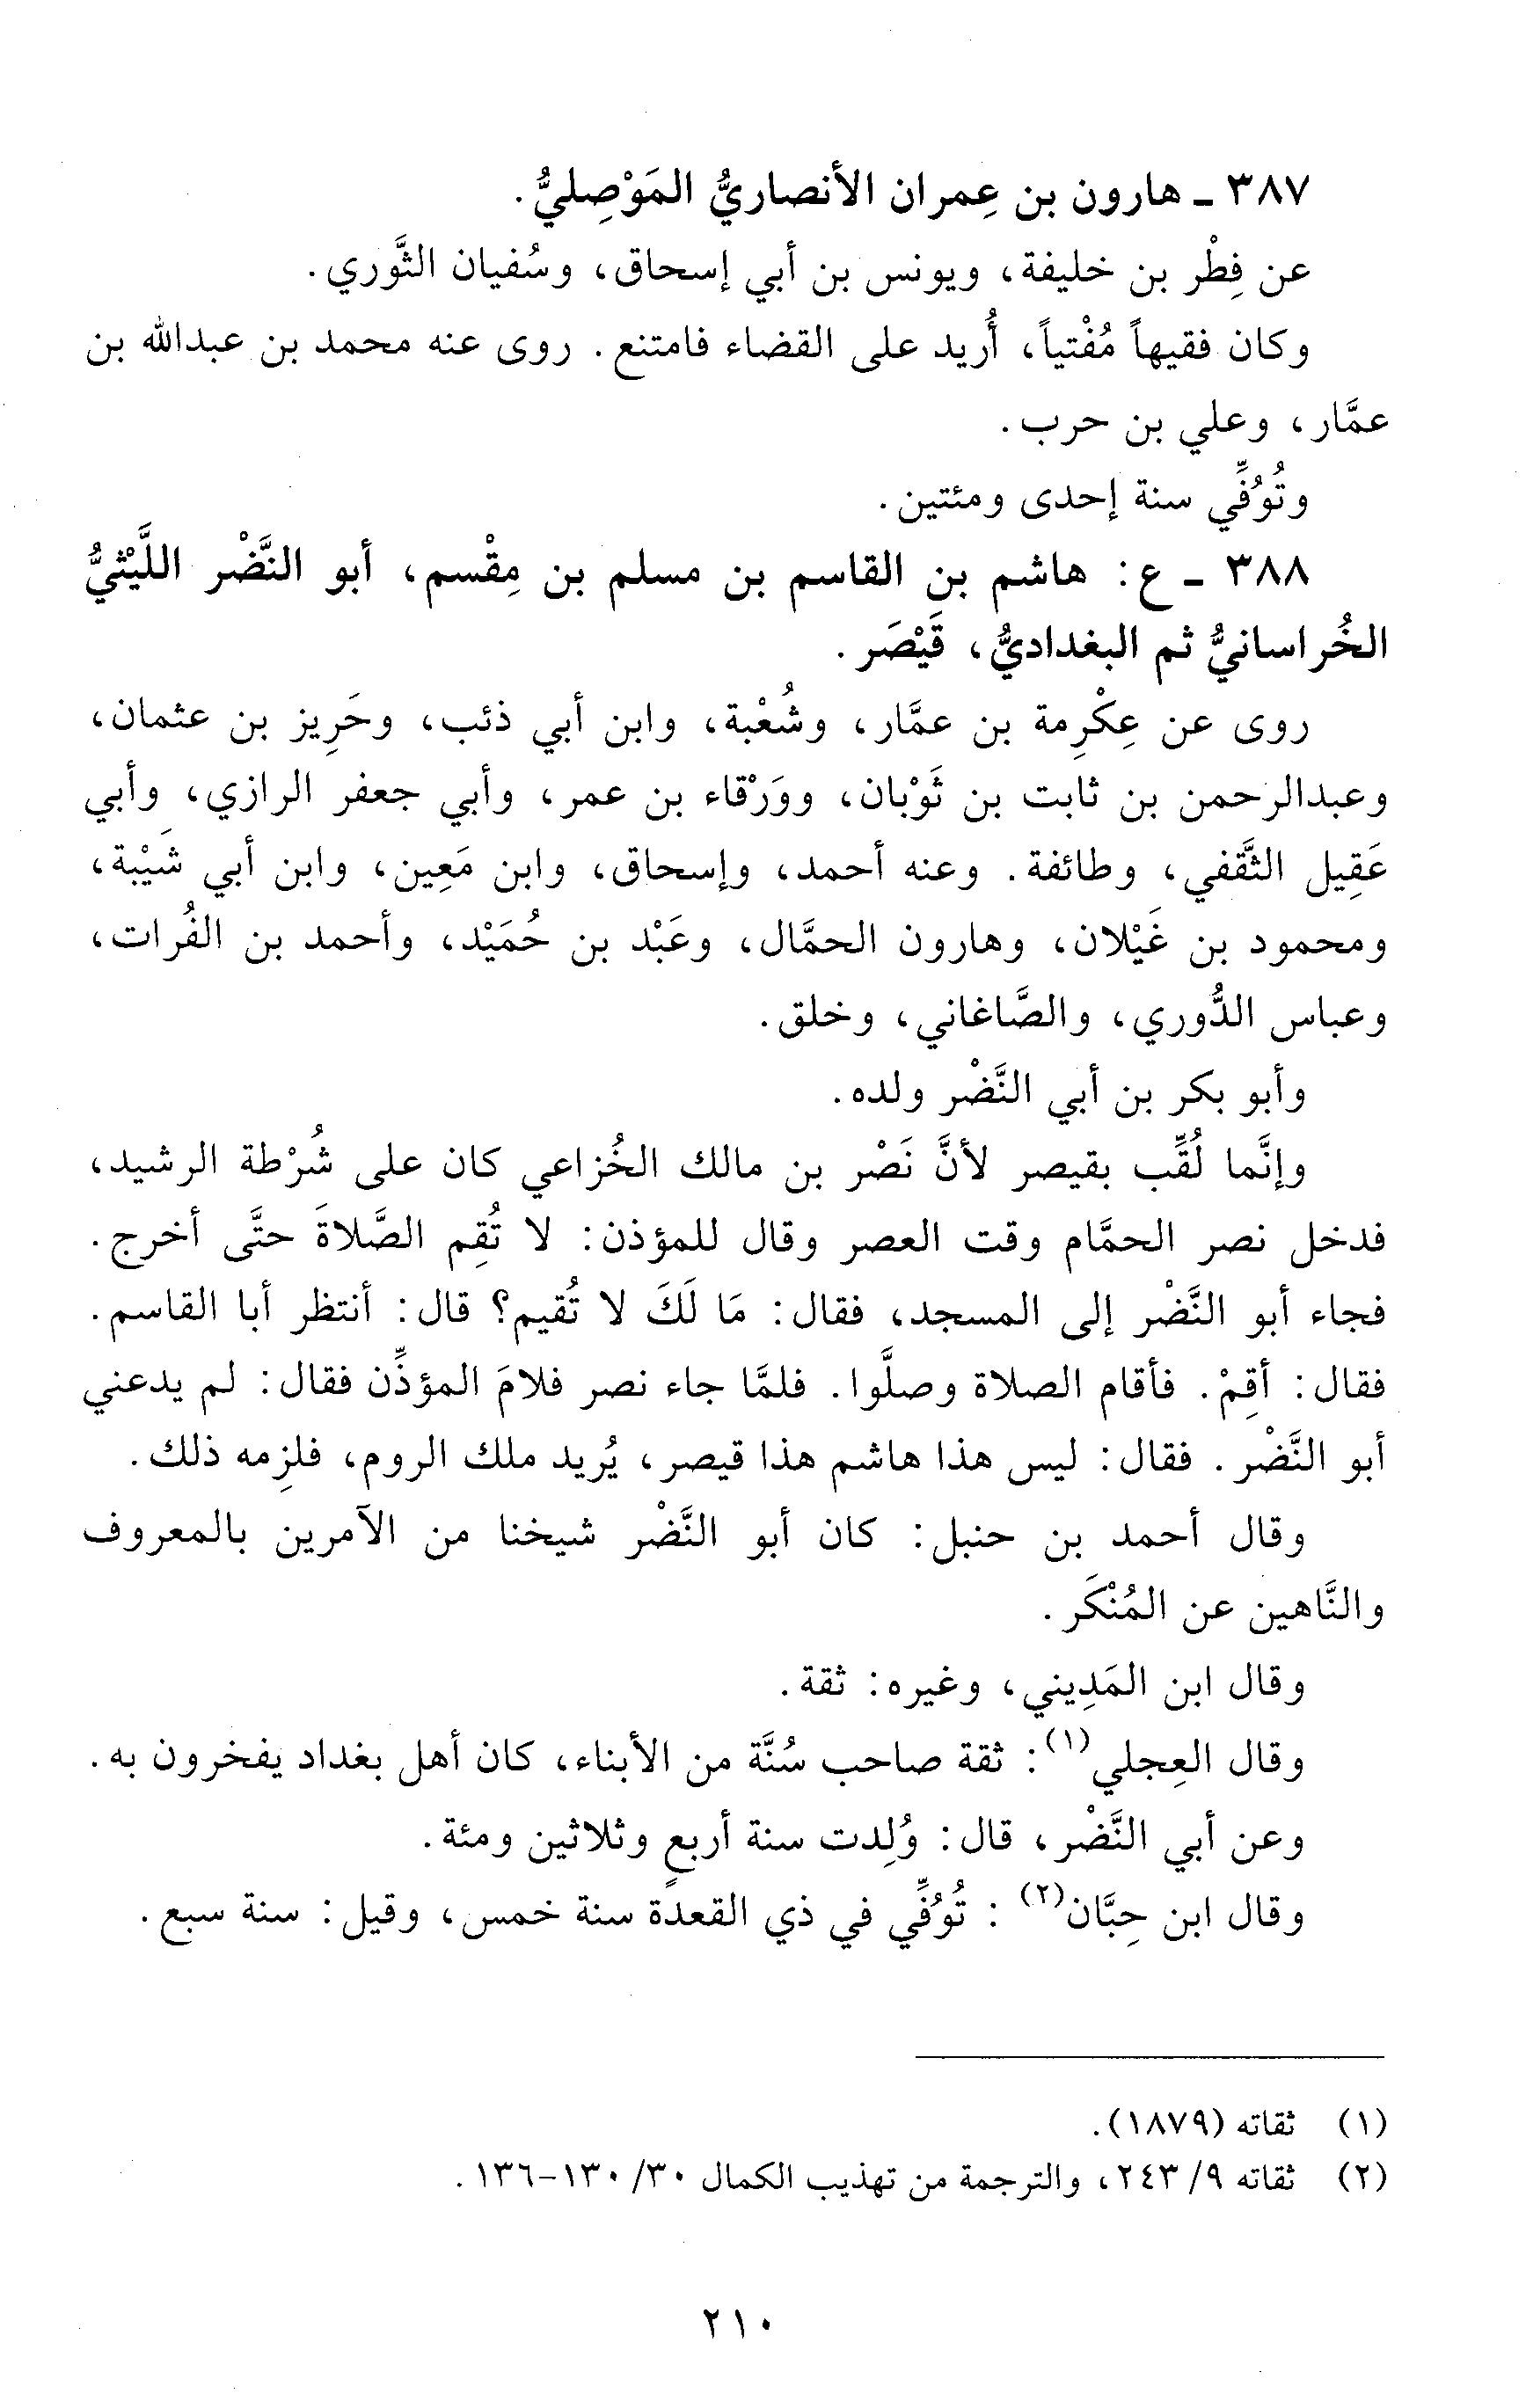 ٣٨٧ ـ هارون بن عِمران الأنصاريُّ المَوْصِليُّ.
عن فِطْر بن خليفة، ويونس بن أبي إسحاق، وسُفيان الثَّوري.
وكان فقيهاً مُفْتياً، أُريد على القضاء فامتنع. روى عنه محمد بن عبدالله بن
عمَّار، وعلي بن حرب.
وتُوُفِّي سنة إحدى ومئتين.
٣٨٨ ـ ع: هاشم بن القاسم بن مسلم بن مِقْسم، أبو النَّضْر اللَّيْثيُّ
الخُراسانيُّ ثم البغداديُّ، قَيْصَر.
روى عن عِكْرِمة بن عمَّار، وشُعْبة، وابن أبي ذئب، وحَرِيز بن عثمان،
وعبدالرحمن بن ثابت بن ثَوْبان، ووَرْقاء بن عمر، وأبي جعفر الرازي، وأبي
عَقِيل الثَّقفي، وطائفة. وعنه أحمد، وإسحاق، وابن مَعِين، وابن أبي شَيْبة،
ومحمود بن غَيْلان، وهارون الحمَّال، وعَبْد بن حُمَيْد، وأحمد بن الفُرات،
وعباس الدُّوري، والصَّاغاني، وخلق.
وأبو بكر بن أبي النَّضْر ولده.
وإنَّما لُقِّب بقيصر لأنَّ نَصْر بن مالك الخُزاعي كان على شُرْطة الرشيد،
فدخل نصر الحمَّام وقت العصر وقال للمؤذن: لا تُقِم الصَّلاةَ حتَّى أخرج.
فجاء أبو النَّضْر إلى المسجد، فقال: مَا لَكَ لا تُقيم؟ قال: أنتظر أبا القاسم.
فقال: أقِمْ. فأقام الصلاة وصلَّوا. فلمَّا جاء نصر فلامَ المؤذِّن فقال: لم يدعني
أبو النَّضْر. فقال: ليس هذا هاشم هذا قيصر، يُريد ملك الروم، فلزِمه ذلك.
وقال أحمد بن حنبل: كان أبو النَّضْر شيخنا من الآمرين بالمعروف
والنَّاهين عن المُنْكَر.
وقال ابن المَدِيني، وغيره: ثقة.
وقال العِجلي(١): ثقة صاحب سُنَّة من الأبناء، كان أهل بغداد يفخرون به.
وعن أبي النَّضْر، قال: وُلِدت سنة أربعٍ وثلاثين ومئة.
وقال ابن حِبَّان(٢) : تُوُفِّي في ذي القعدة سنة خمس، وقيل: سنة سبع.
(١) ثقاته (١٨٧٩).
(٢) ثقاته ٩/ ٢٤٣، والترجمة من تهذيب الكمال ٣٠/ ١٣٠-١٣٦.
٢١٠